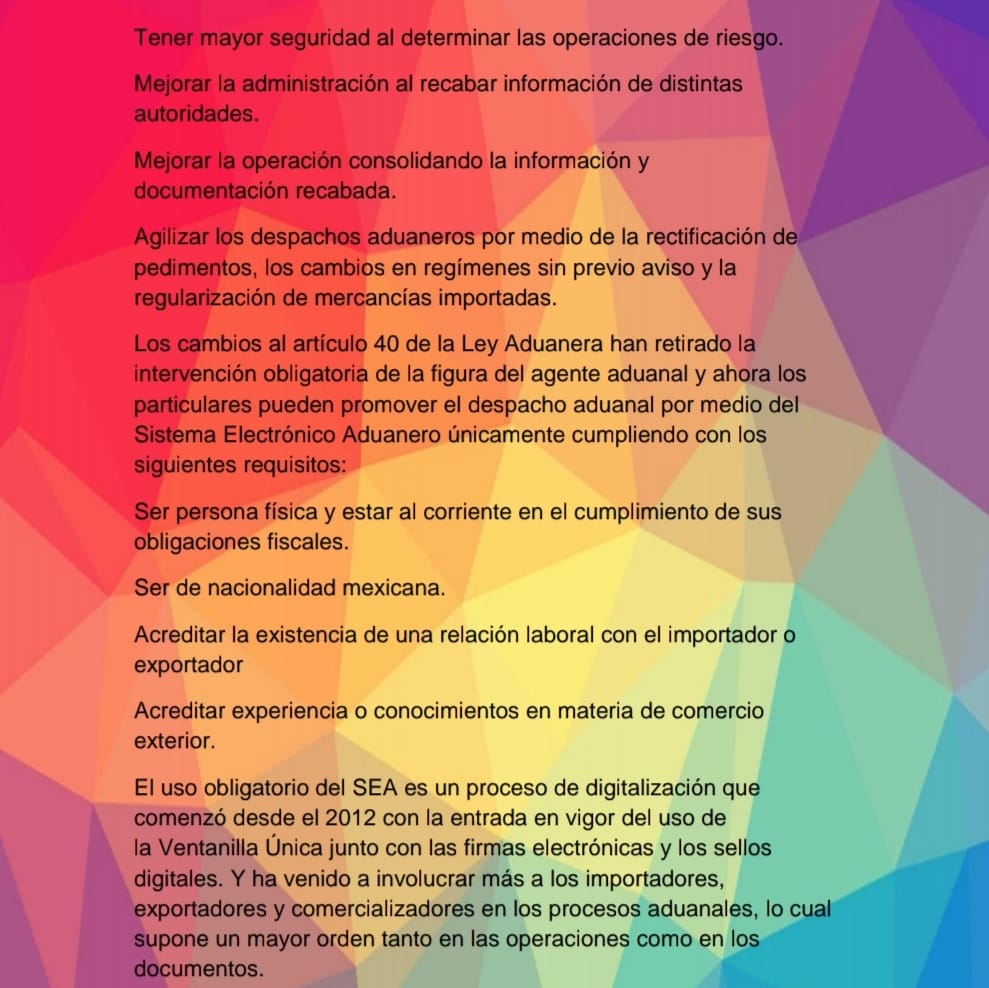 Tener mayor seguridad al determinar las operaciones de riesgo.
Mejorar la administración al recabar información de distintas
autoridades.
Mejorar la operación consolidando la información y
documentación recabada.
Agilizar los despachos aduaneros por medio de la rectificación de
pedimentos, los cambios en regímenes sin previo aviso y la
regularización de mercancías importadas.
Los cambios al artículo 40 de la Ley Aduanera han retirado la
intervención obligatoria de la figura del agente aduanal y ahora los
particulares pueden promover el despacho aduanal por medio del
Sistema Electrónico Aduanero únicamente cumpliendo con los
siguientes requisitos:
Ser persona física y estar al corriente en el cumplimiento de sus
obligaciones fiscales.
Ser de nacionalidad mexicana.
Acreditar la existencia de una relación laboral con el importador o
exportador
Acreditar experiencia o conocimientos en materia de comercio
exterior.
El uso obligatorio del SEA es un proceso de digitalización que
comenzó desde el 2012 con la entrada en vigor del uso de
la Ventanilla Única junto con las firmas electrónicas y los sellos
digitales. Y ha venido a involucrar más a los importadores,
exportadores y comercializadores en los procesos aduanales, lo cual
supone un mayor orden tanto en las operaciones como en los
documentos.